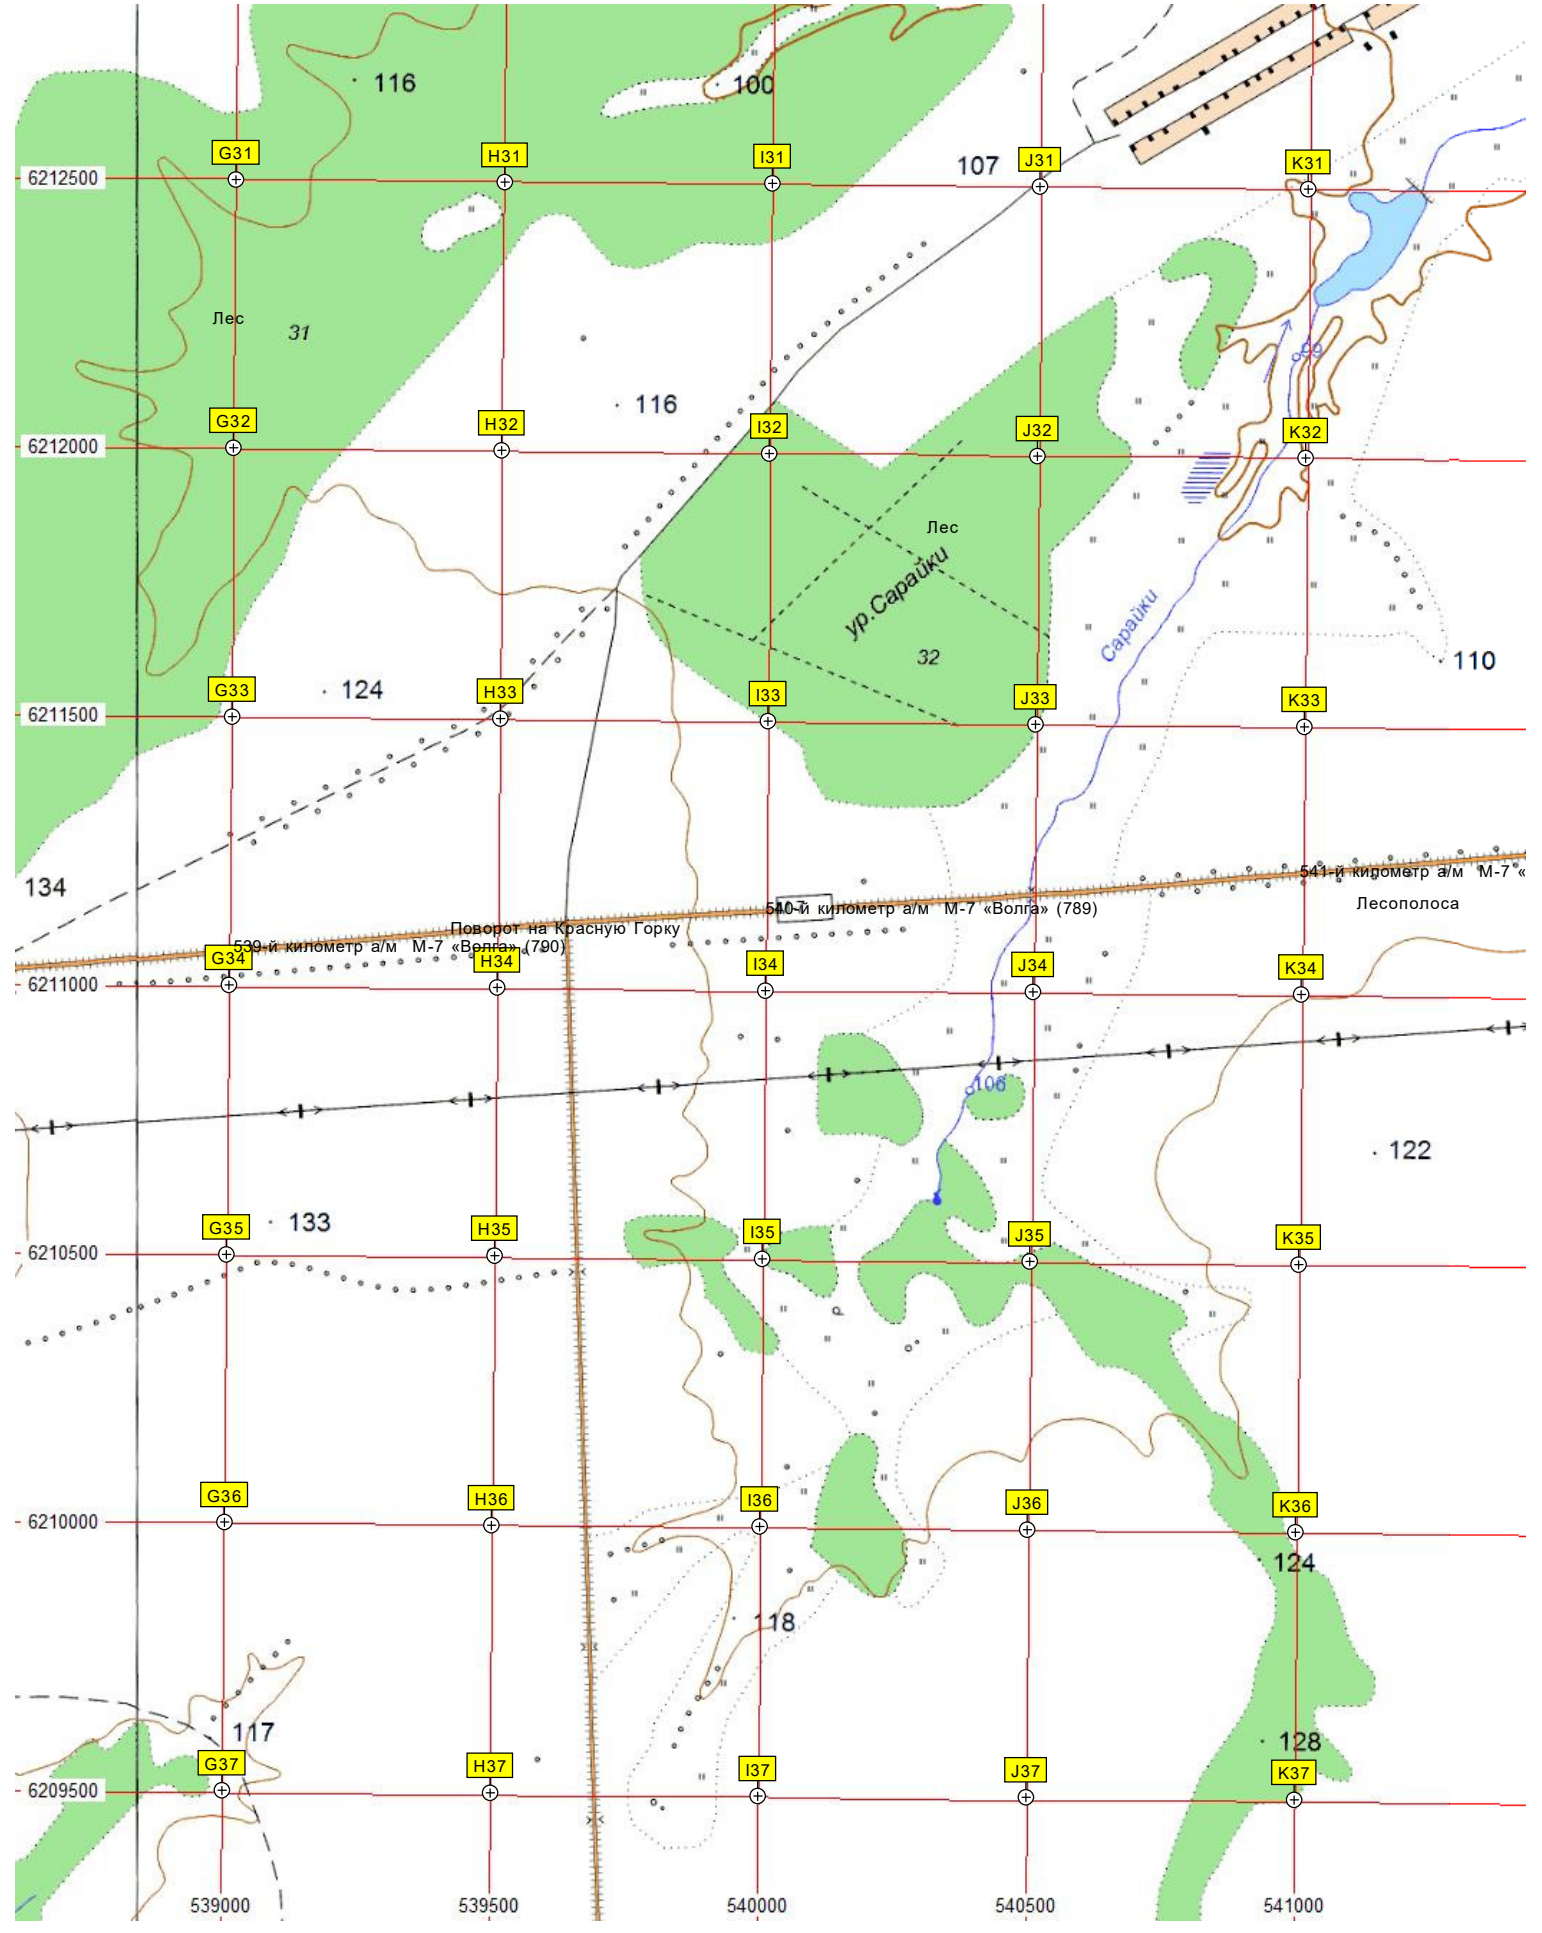 116
100
G31
H31
I31
107
J31
K31
6212500
Лес
31
99
116
G32
H32
I32
J32
K32
6212000
Лес
ур.Сарайки
Сарайки
32
110
124
G33
H33
I33
J33
K33
6211500
134
541-й километр а/м М-7 «
Лесополоса
540-й километр а/м М-7 «Волга» (789)
Поворот на Красную Горку
539-й километр а/м М-7 «Волга» (790)
G34
H34
I34
J34
K34
6211000
106
122
133
G35
H35
I35
J35
K35
6210500
G36
H36
I36
J36
K36
6210000
124
118
117
128
G37
H37
I37
J37
K37
6209500
539000
539500
540000
540500
541000